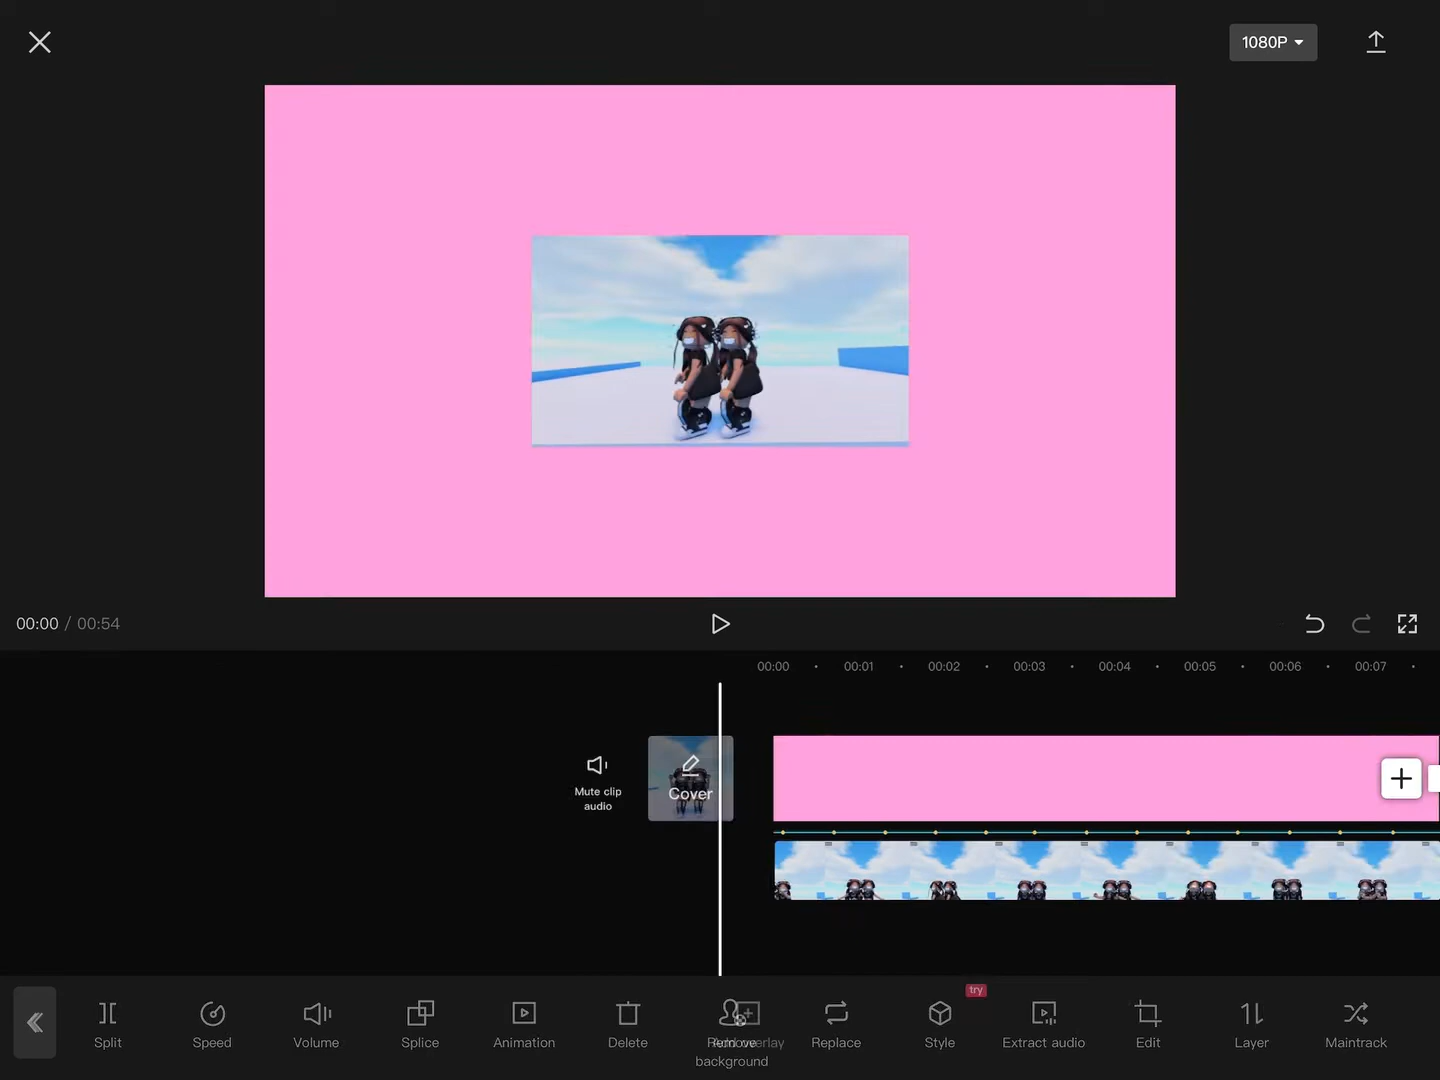 1080P
00:00 / 00:54
00:00 00:01 00:02 00:03 00:04 00:05 00:06 00:07
Mute clip
audio
Cover
try
Split Speed Volume Splice Animation Delete Remove Replace Style Extract audio Edit Layer Maintrack
background